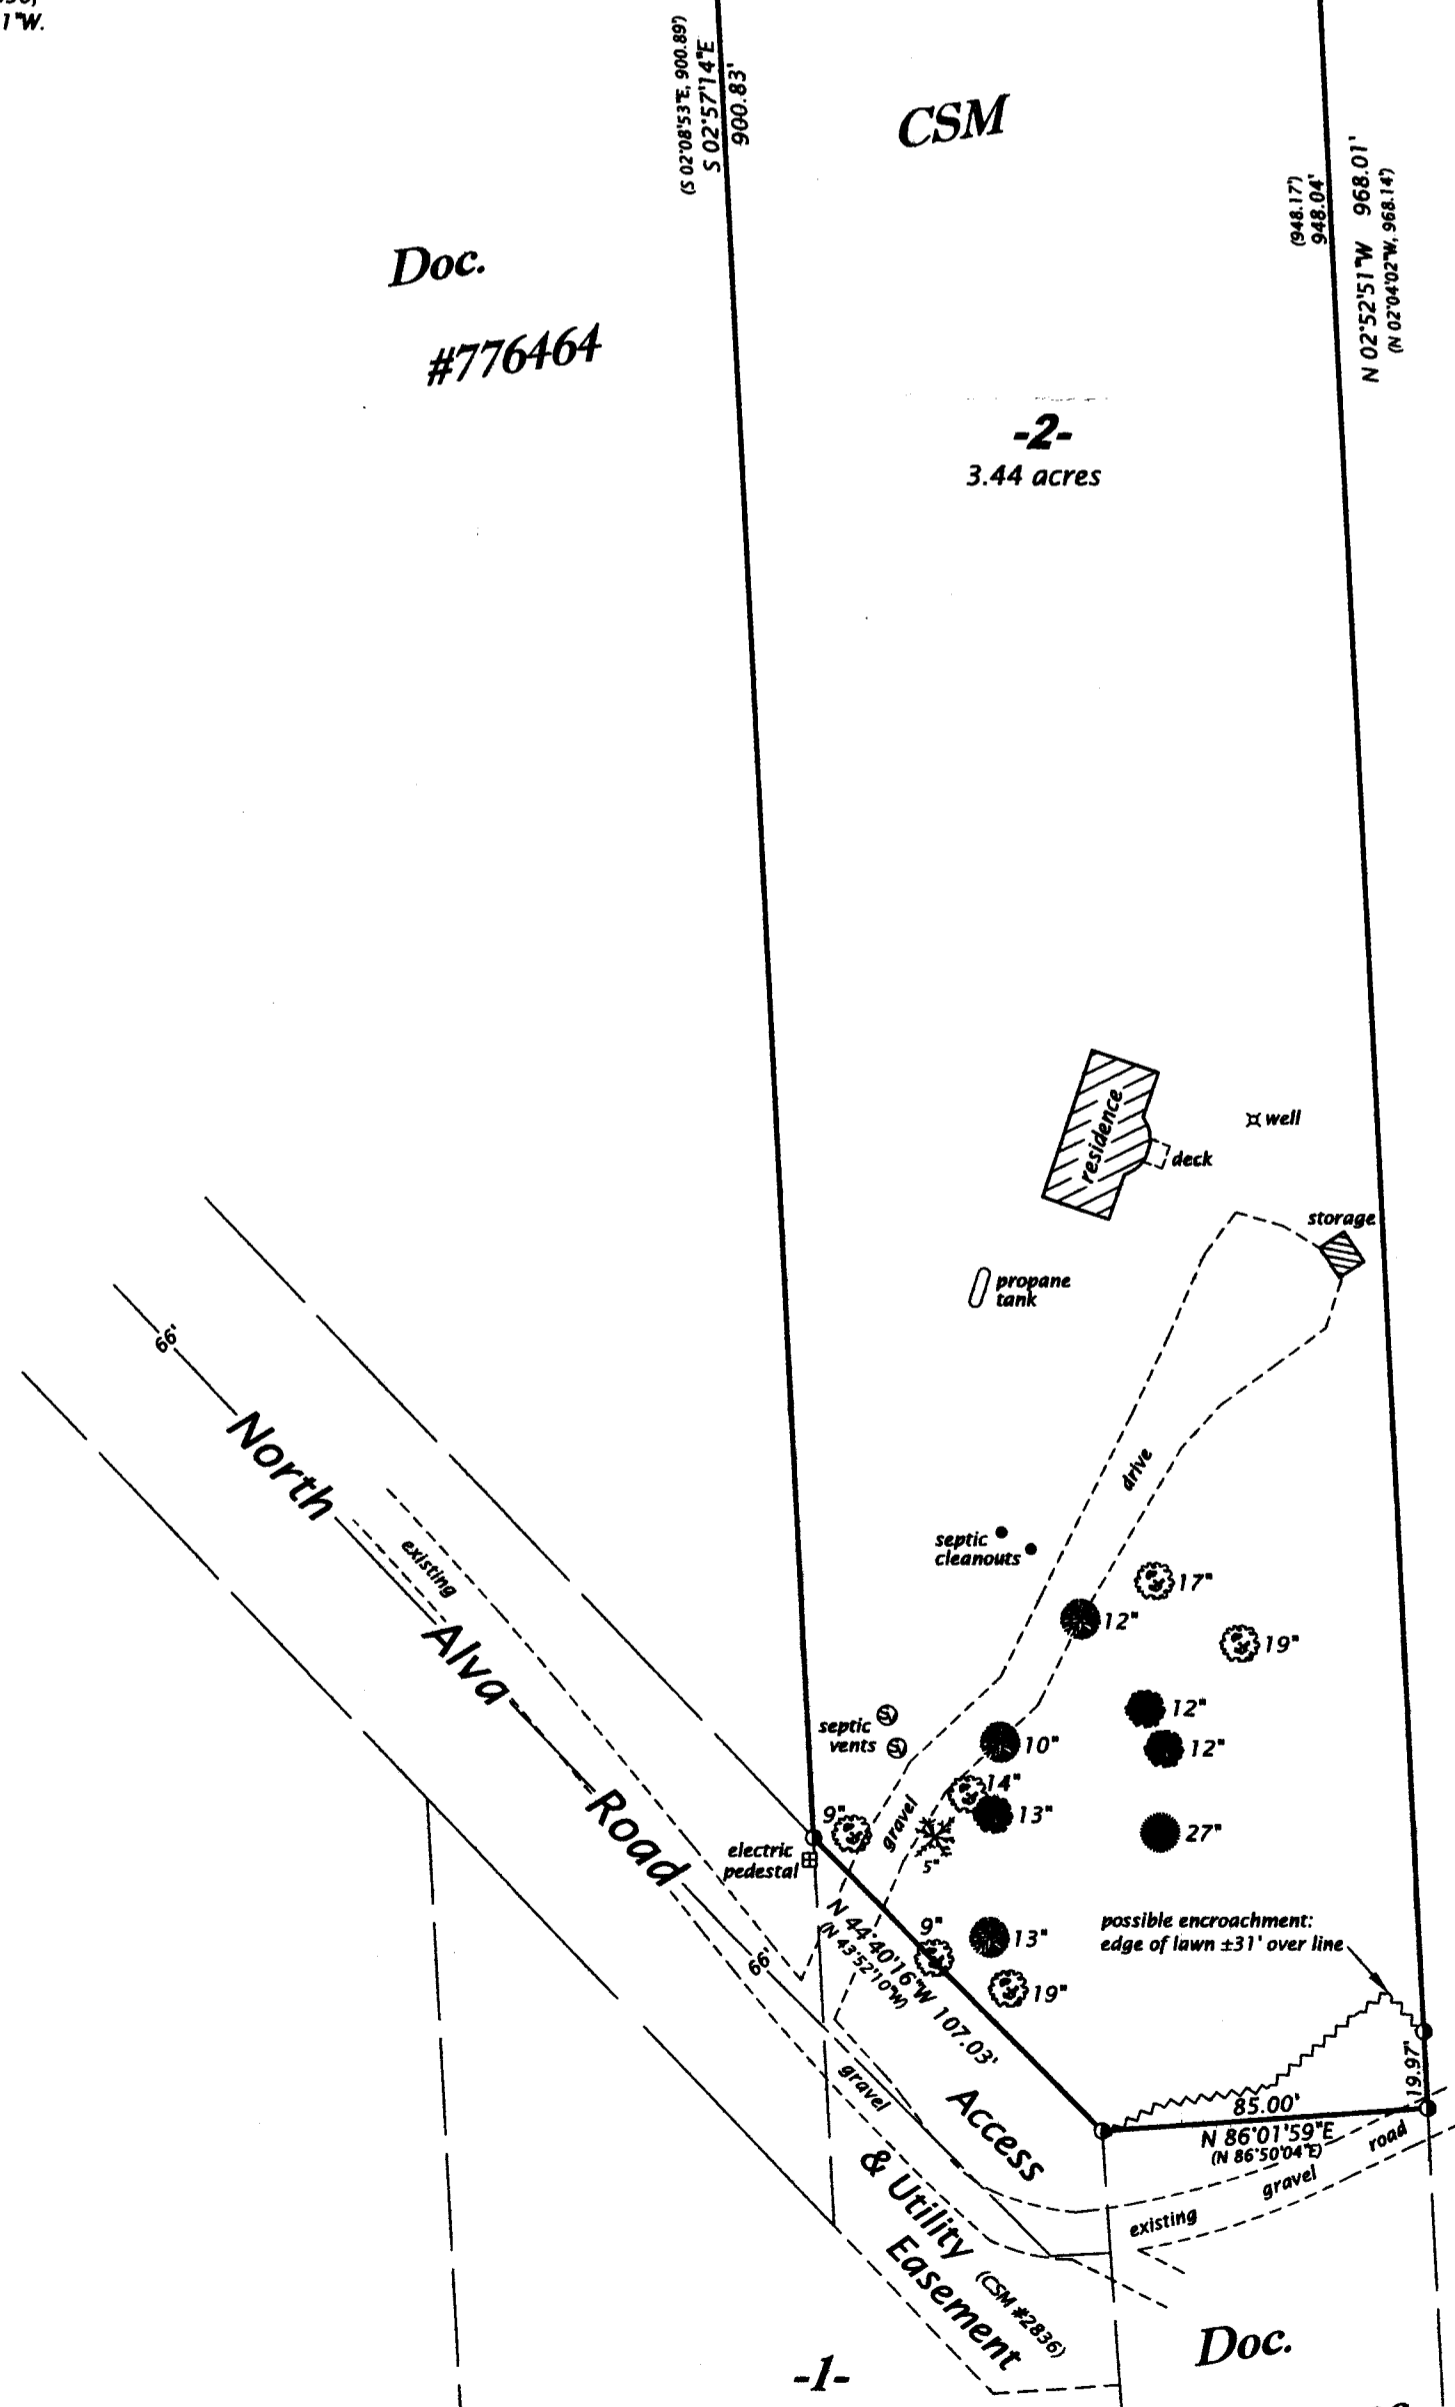 1"W.
(S 02°08'53"E, 900.89')
S 02°57'14"E
900.83'
CSM
(948.17')
948.04'
N 02°52'51"W 968.01'
(N 02°04'02"W, 968.14')
Doc.
#776464
-2-
3.44 acres
residence
well
deck
storage
propane
tank
66'
North
Alva
Road
existing
drive
septic
cleanouts
17"
12"
19"
septic
vents
12"
12"
10"
14"
13"
9"
gravel
5"
27"
electric
pedestal
N 44°40'16"W 107.03'
(N 43°52'10"W)
9"
13"
19"
66'
possible encroachment:
edge of lawn ±31' over line
19.97'
85.00'
N 86°01'59"E
(N 86°50'04"E)
gravel
Access
& Utility
Easement
(CSM #2836)
existing
gravel
road
Doc.
-1-